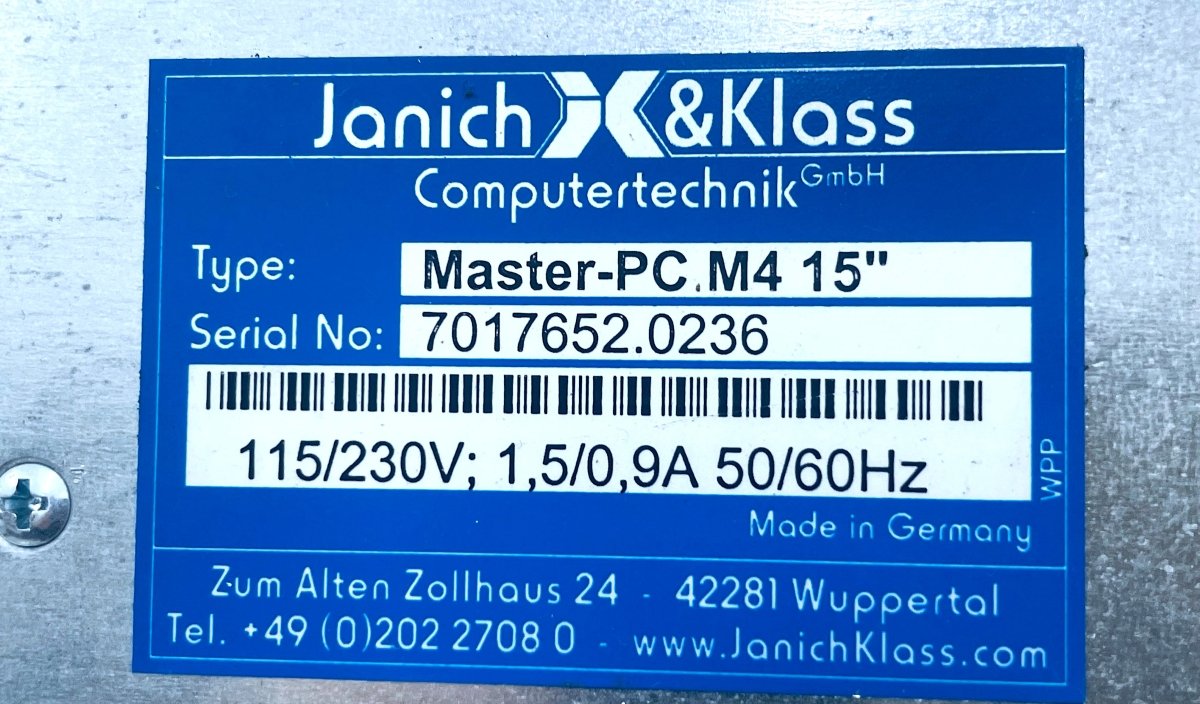 Janich & Klass
Computertechnik GmbH
Type: Master-PC.M4 15"
Serial No: 7017652.0236
115/230V; 1,5/0,9A 50/60Hz
WPP
Made in Germany
Zum Alten Zollhaus 24 - 42281 Wuppertal
Tel. +49 (0)202 2708 0 - www.JanichKlass.com